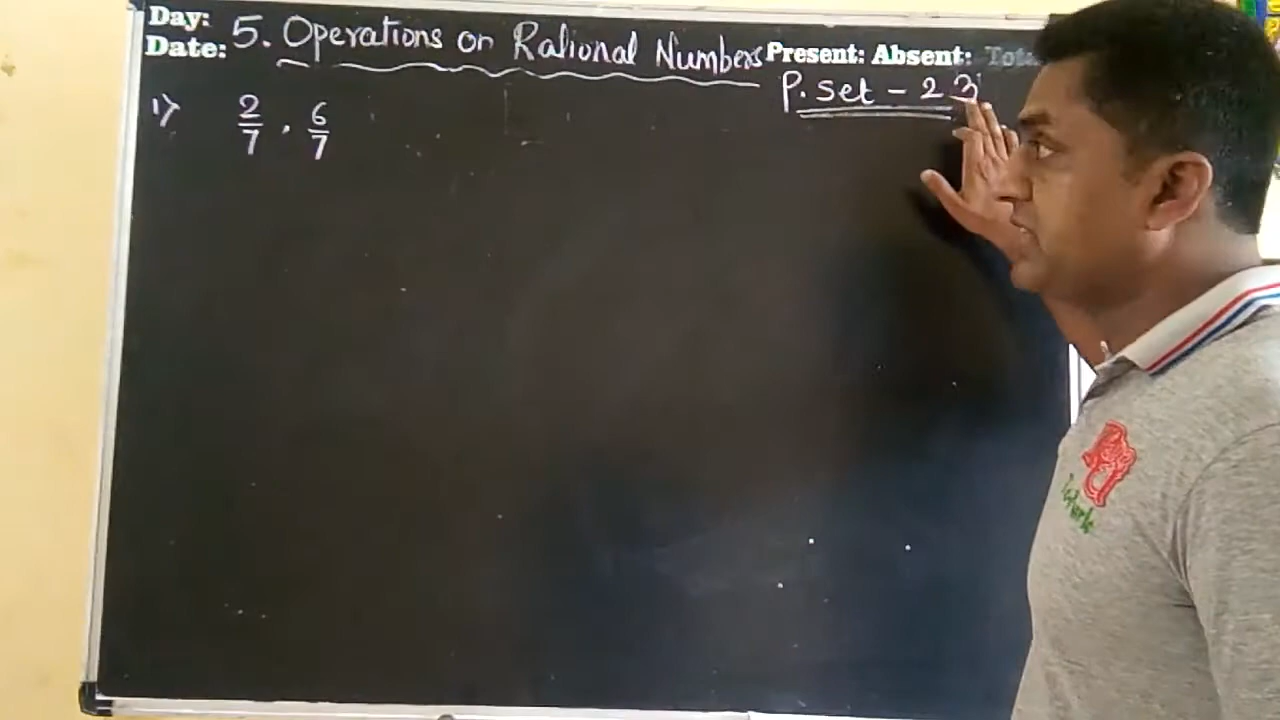 Day: 5. Operations on Rational Numbers Present: Absent:
Date:
P. Set - 23
1) 2/7, 6/7